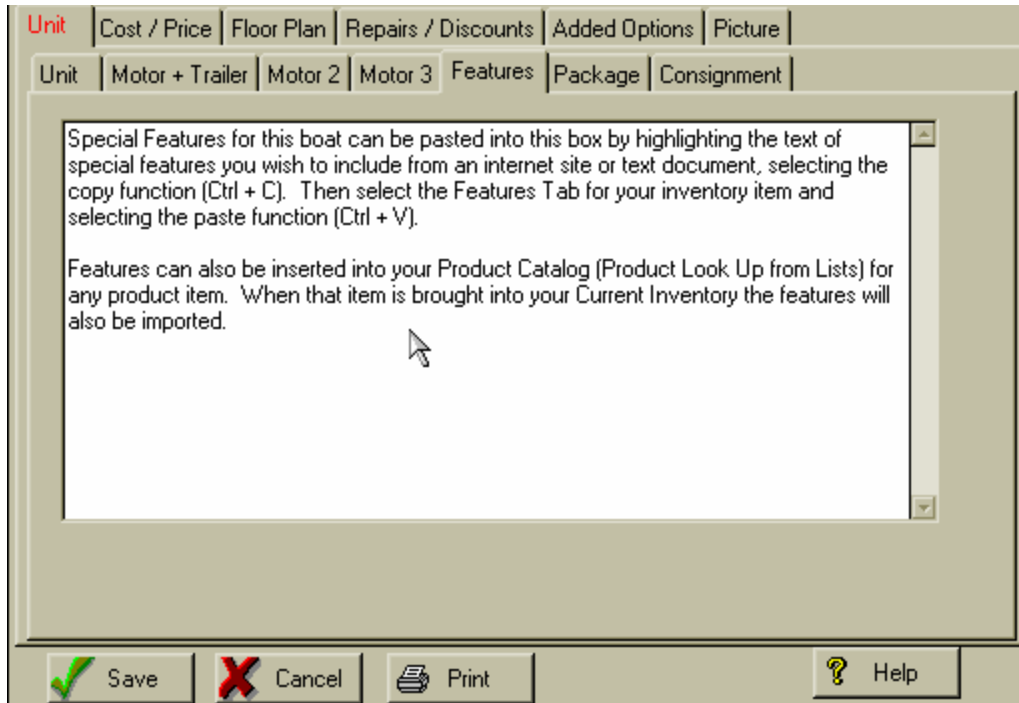 Unit Cost / Price Floor Plan Repairs / Discounts Added Options Picture
Unit Motor + Trailer Motor 2 Motor 3 Features Package Consignment
Special Features for this boat can be pasted into this box by highlighting the text of
special features you wish to include from an internet site or text document, selecting the
copy function (Ctrl + C).  Then select the Features Tab for your inventory item and
selecting the paste function (Ctrl + V).
Features can also be inserted into your Product Catalog (Product Look Up from Lists) for
any product item.  When that item is brought into your Current Inventory the features will
also be imported.
Save Cancel Print Help